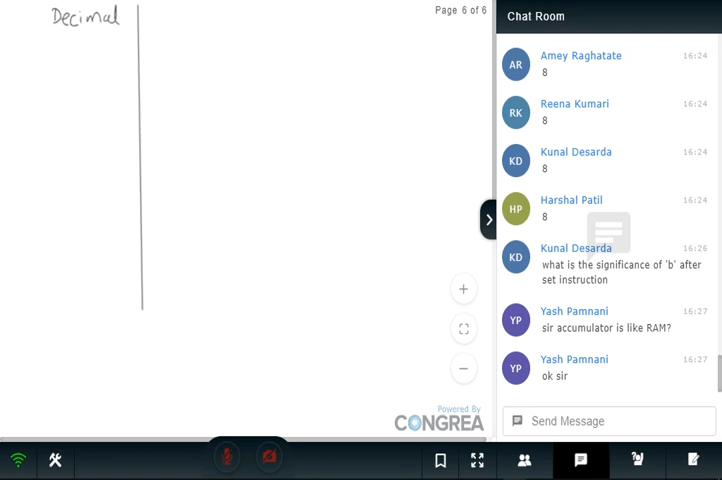 Decimal
Page 6 of 6
Chat Room
AR
Amey Raghatate
16:24
8
RK
Reena Kumari
16:24
8
KD
Kunal Desarda
16:24
8
HP
Harshal Patil
16:24
8
KD
Kunal Desarda
16:26
what is the significance of 'b' after
set instruction
YP
Yash Pamnani
16:27
sir accumulator is like RAM?
YP
Yash Pamnani
16:27
ok sir
Powered By
CONGREA
Send Message